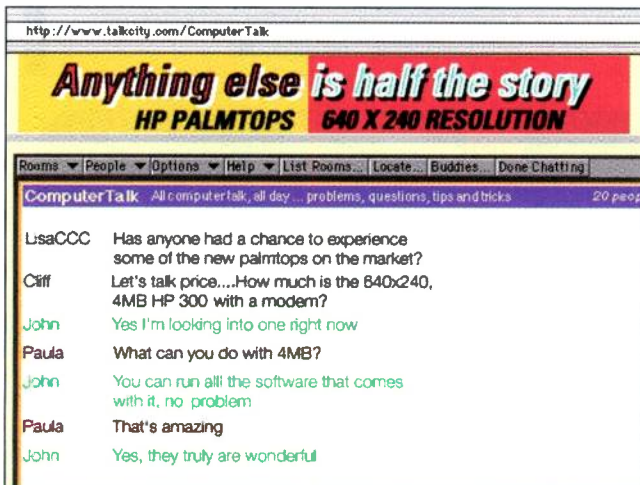 http://www.talkcity.com/ComputerTalk
Anything else is half the story
HP PALMTOPS 640 X 240 RESOLUTION
Rooms People Options Help List Rooms... Locate... Buddies... Done Chatting
ComputerTalk All computer talk, all day ... problems, questions, tips and tricks 20 peop
LisaCCC Has anyone had a chance to experience
some of the new palmtops on the market?
Cliff Let's talk price....How much is the 640x240,
4MB HP 300 with a modem?
John Yes I'm looking into one right now
Paula What can you do with 4MB?
John You can run alll the software that comes
with it, no problem
Paula That's amazing
John Yes, they truly are wonderful